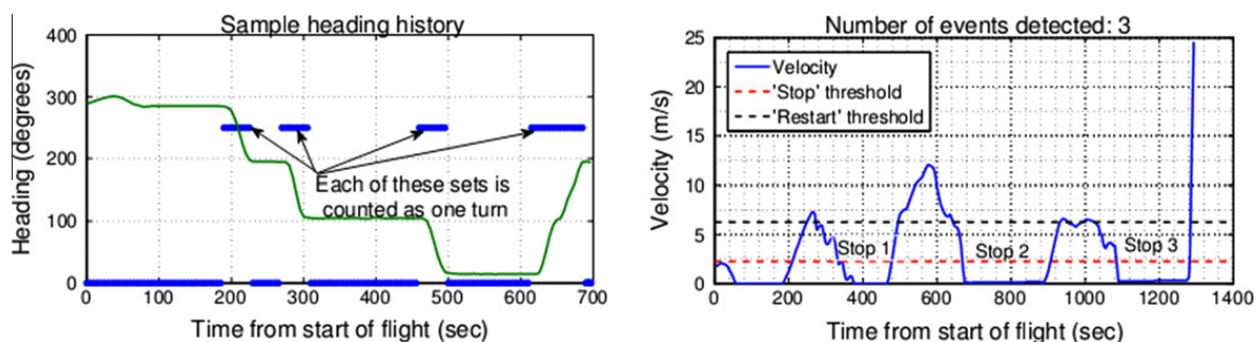 Sample heading history
Heading (degrees)
400
300
200
100
0
Each of these sets is
counted as one turn
0 100 200 300 400 500 600 700
Time from start of flight (sec)
Number of events detected: 3
Velocity (m/s)
25
20
15
10
5
0
Velocity
'Stop' threshold
'Restart' threshold
Stop 1
Stop 2
Stop 3
0 200 400 600 800 1000 1200 1400
Time from start of flight (sec)